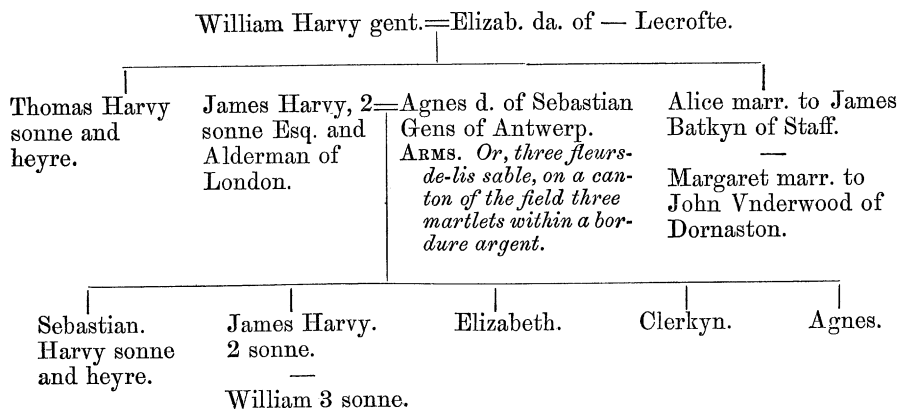 William Harvy gent.=Elizab. da. of — Lecrofte.
Thomas Harvy
sonne and
heyre.
James Harvy, 2=
sonne Esq. and
Alderman of
London.
Agnes d. of Sebastian
Gens of Antwerp.
ARMS. Or, three fleurs-
de-lis sable, on a can-
ton of the field three
martlets within a bor-
dure argent.
Alice marr. to James
Batkyn of Staff.
—
Margaret marr. to
John Vnderwood of
Dornaston.
Sebastian.
Harvy sonne
and heyre.
James Harvy.
2 sonne.
—
William 3 sonne.
Elizabeth.
Clerkyn.
Agnes.